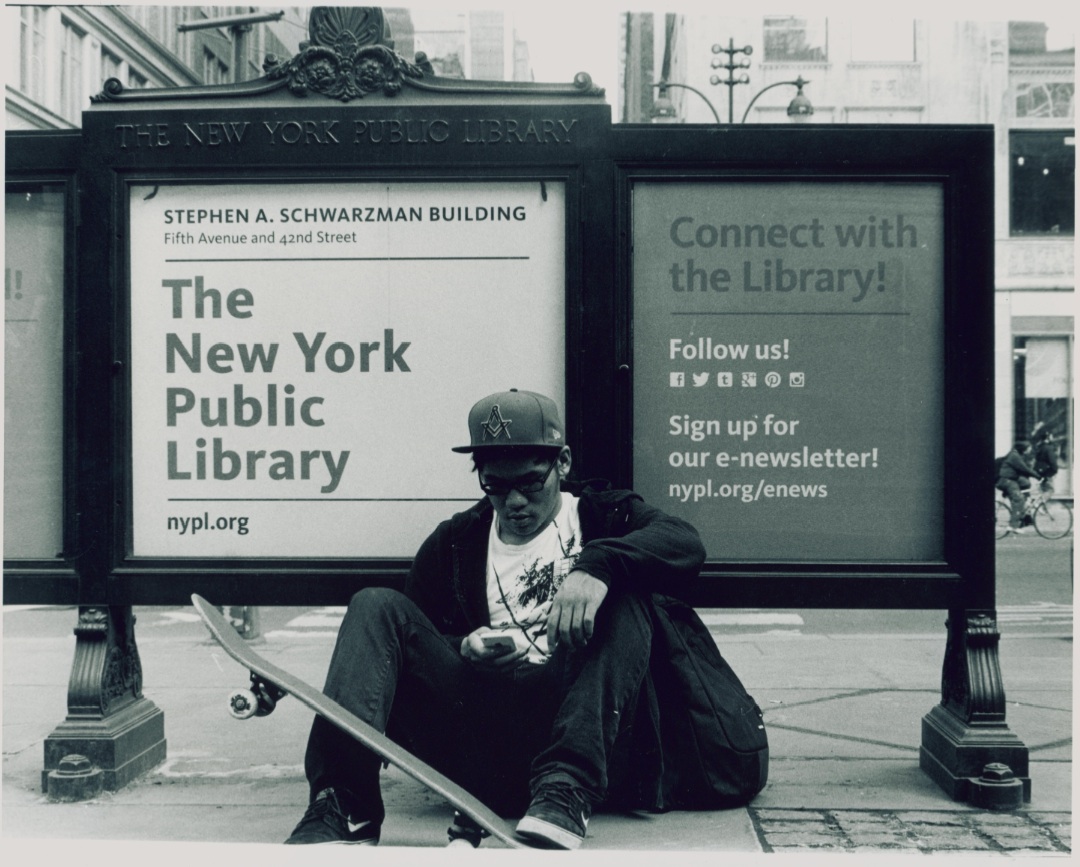 THE NEW YORK PUBLIC LIBRARY
l!
STEPHEN A. SCHWARZMAN BUILDING
Fifth Avenue and 42nd Street
The
New York
Public
Library
nypl.org
Connect with
the Library!
Follow us!
Sign up for
our e-newsletter!
nypl.org/enews